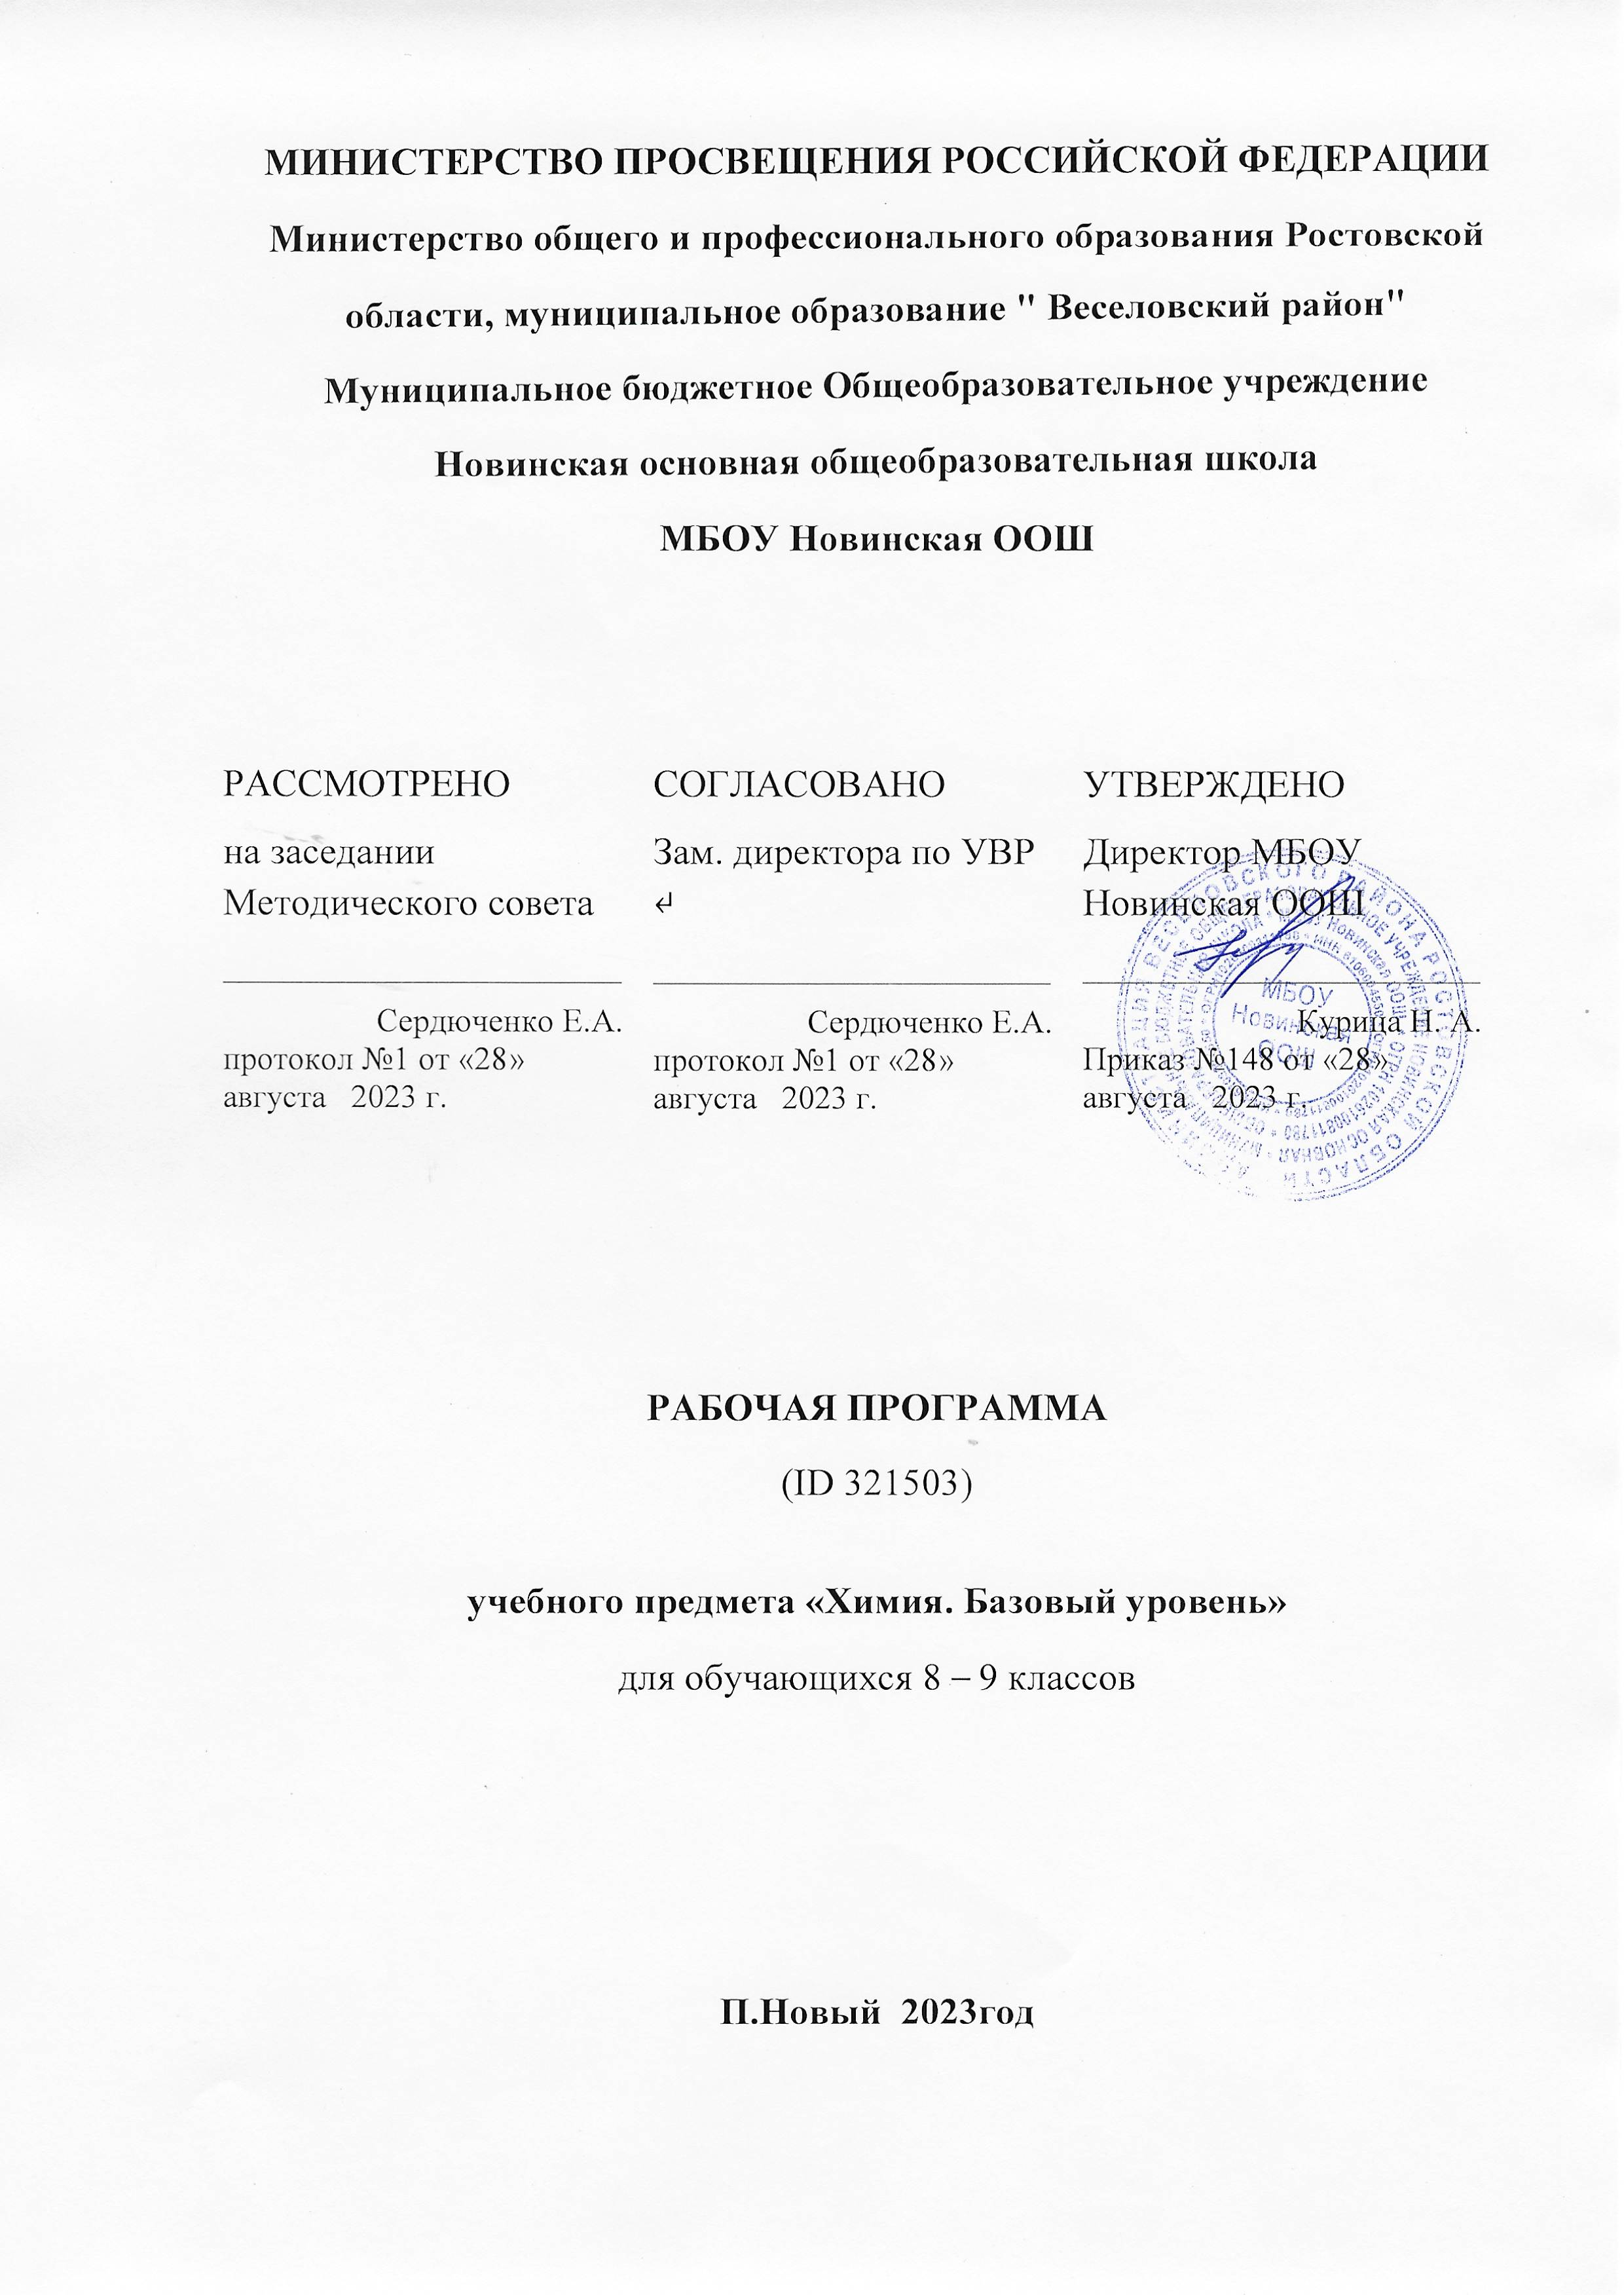 МИНИСТЕРСТВО ПРОСВЕЩЕНИЯ РОССИЙСКОЙ ФЕДЕРАЦИИ
Министерство общего и профессионального образования Ростовской
области, муниципальное образование " Веселовский район"
Муниципальное бюджетное Общеобразовательное учреждение
Новинская основная общеобразовательная школа
МБОУ Новинская ООШ
РАССМОТРЕНО
на заседании
Методического совета
Сердюченко Е.А.
протокол №1 от «28»
августа 2023 г.
СОГЛАСОВАНО
Зам. директора по УВР
↵
Сердюченко Е.А.
протокол №1 от «28»
августа 2023 г.
УТВЕРЖДЕНО
Директор МБОУ
Новинская ООШ
Курица Н. А.
Приказ №148 от «28»
августа 2023 г.
МБОУ
Новинская
ООШ
РАБОЧАЯ ПРОГРАММА
(ID 321503)
учебного предмета «Химия. Базовый уровень»
для обучающихся 8 – 9 классов
П.Новый 2023год